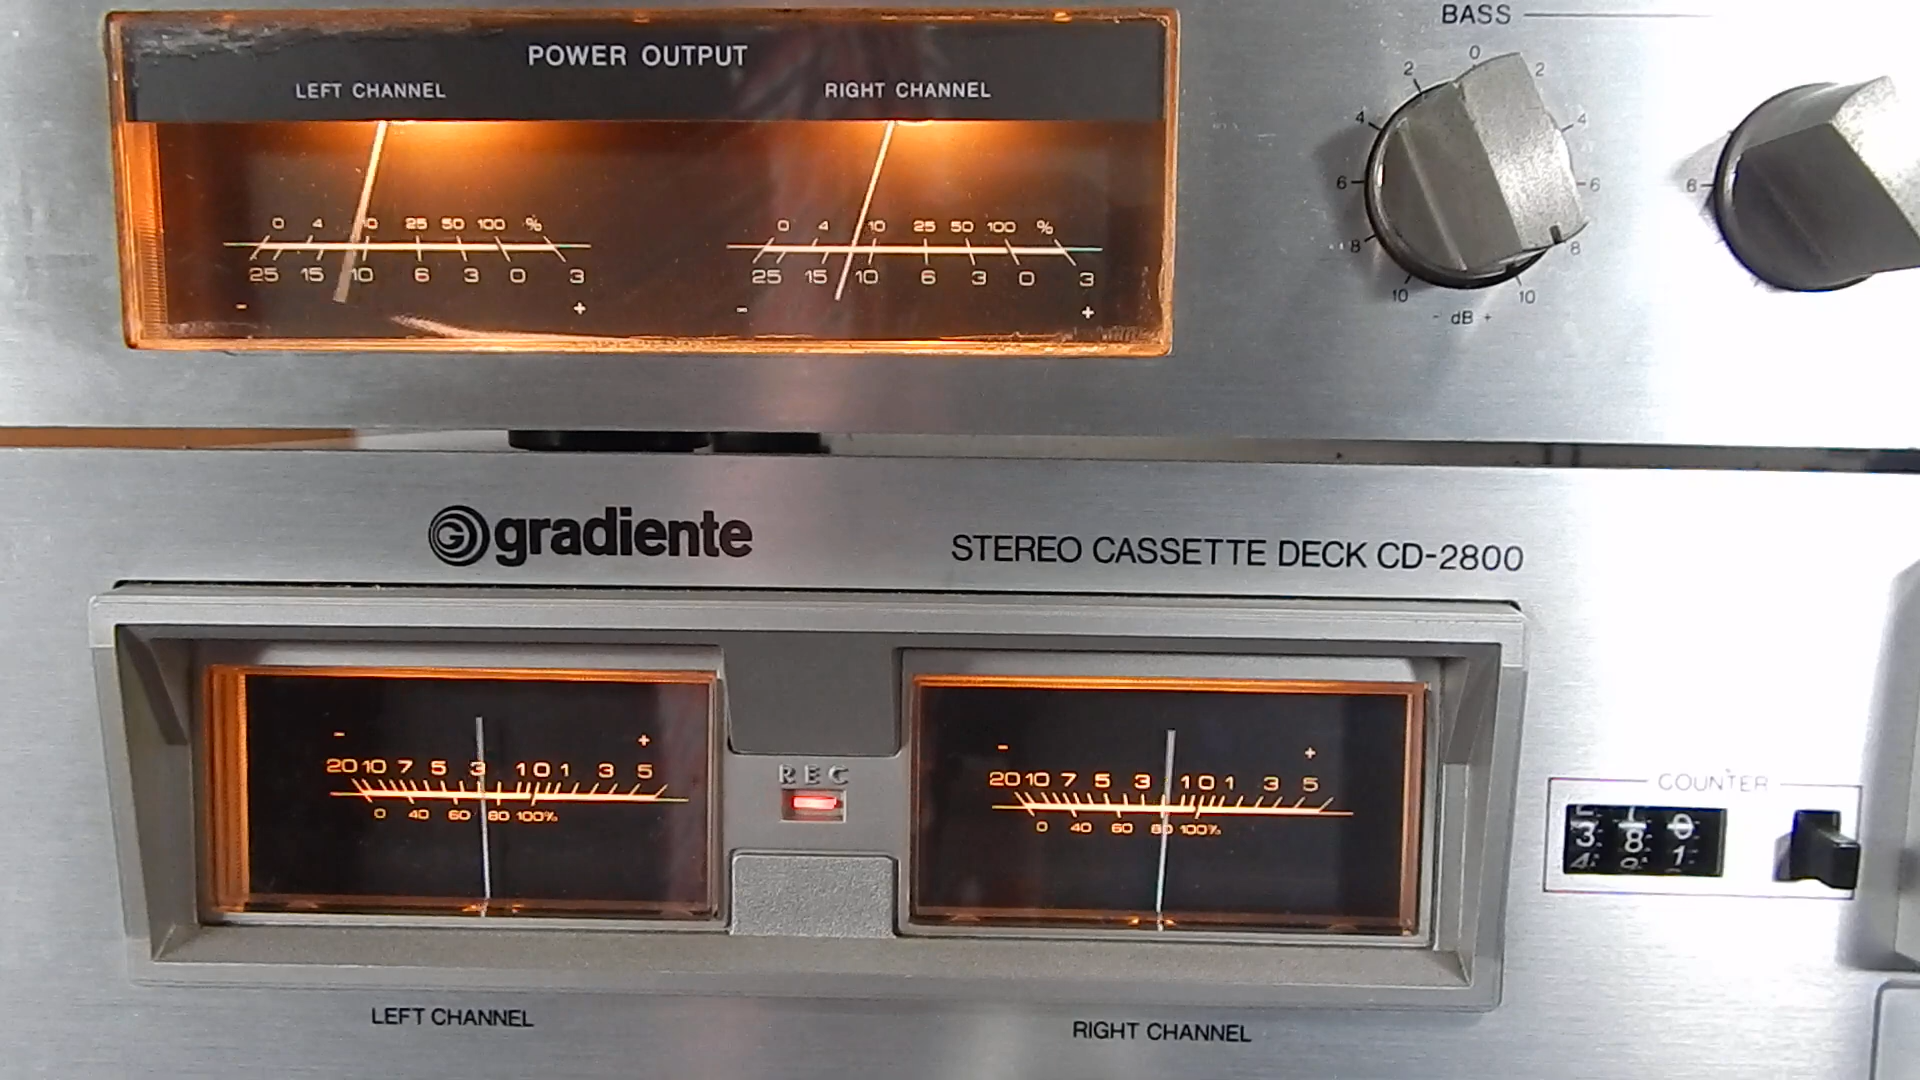 POWER OUTPUT
LEFT CHANNEL RIGHT CHANNEL
0 4 10 25 50 100 %
25 15 10 6 3 0 3
- +
0 4 10 25 50 100 %
25 15 10 6 3 0 3
- +
BASS
0
2 2
4 4
6 6
8 8
10 10
- dB +
6
G gradiente
STEREO CASSETTE DECK CD-2800
- +
20 10 7 5 3 1 0 1 3 5
0 40 60 80 100%
REC
- +
20 10 7 5 3 1 0 1 3 5
0 40 60 80 100%
COUNTER
3 8
LEFT CHANNEL
RIGHT CHANNEL